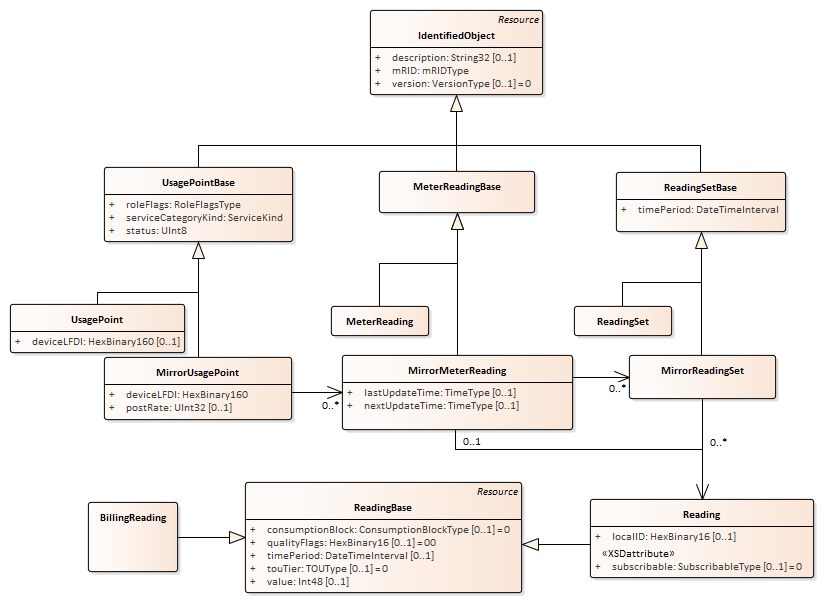 Resource
IdentifiedObject
+ description: String32 [0..1]
+ mRID: mRIDType
+ version: VersionType [0..1] = 0
UsagePointBase
+ roleFlags: RoleFlagsType
+ serviceCategoryKind: ServiceKind
+ status: UInt8
MeterReadingBase
ReadingSetBase
+ timePeriod: DateTimeInterval
UsagePoint
+ deviceLFDI: HexBinary160 [0..1]
MeterReading
ReadingSet
MirrorUsagePoint
+ deviceLFDI: HexBinary160
+ postRate: UInt32 [0..1]
0..*
MirrorMeterReading
+ lastUpdateTime: TimeType [0..1]
+ nextUpdateTime: TimeType [0..1]
0..*
MirrorReadingSet
0..1
0..*
BillingReading
Resource
ReadingBase
+ consumptionBlock: ConsumptionBlockType [0..1] = 0
+ qualityFlags: HexBinary16 [0..1] = 00
+ timePeriod: DateTimeInterval [0..1]
+ touTier: TOUType [0..1] = 0
+ value: Int48 [0..1]
Reading
+ localID: HexBinary16 [0..1]
«XSDattribute»
+ subscribable: SubscribableType [0..1] = 0